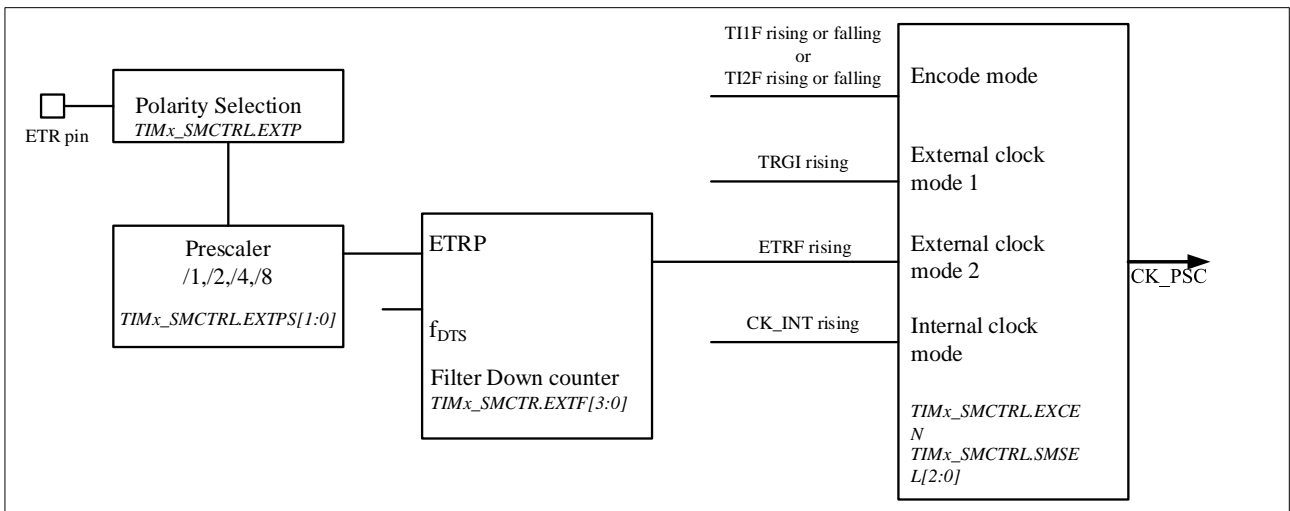 ETR pin
Polarity Selection
TIMx_SMCTRL.EXTP
Prescaler
/1,/2,/4,/8
TIMx_SMCTRL.EXTPS[1:0]
ETRP
fDTS
Filter Down counter
TIMx_SMCTR.EXTF[3:0]
TI1F rising or falling
or
TI2F rising or falling
TRGI rising
ETRF rising
CK_INT rising
Encode mode
External clock
mode 1
External clock
mode 2
Internal clock
mode
TIMx_SMCTRL.EXCE
N
TIMx_SMCTRL.SMSE
L[2:0]
CK_PSC